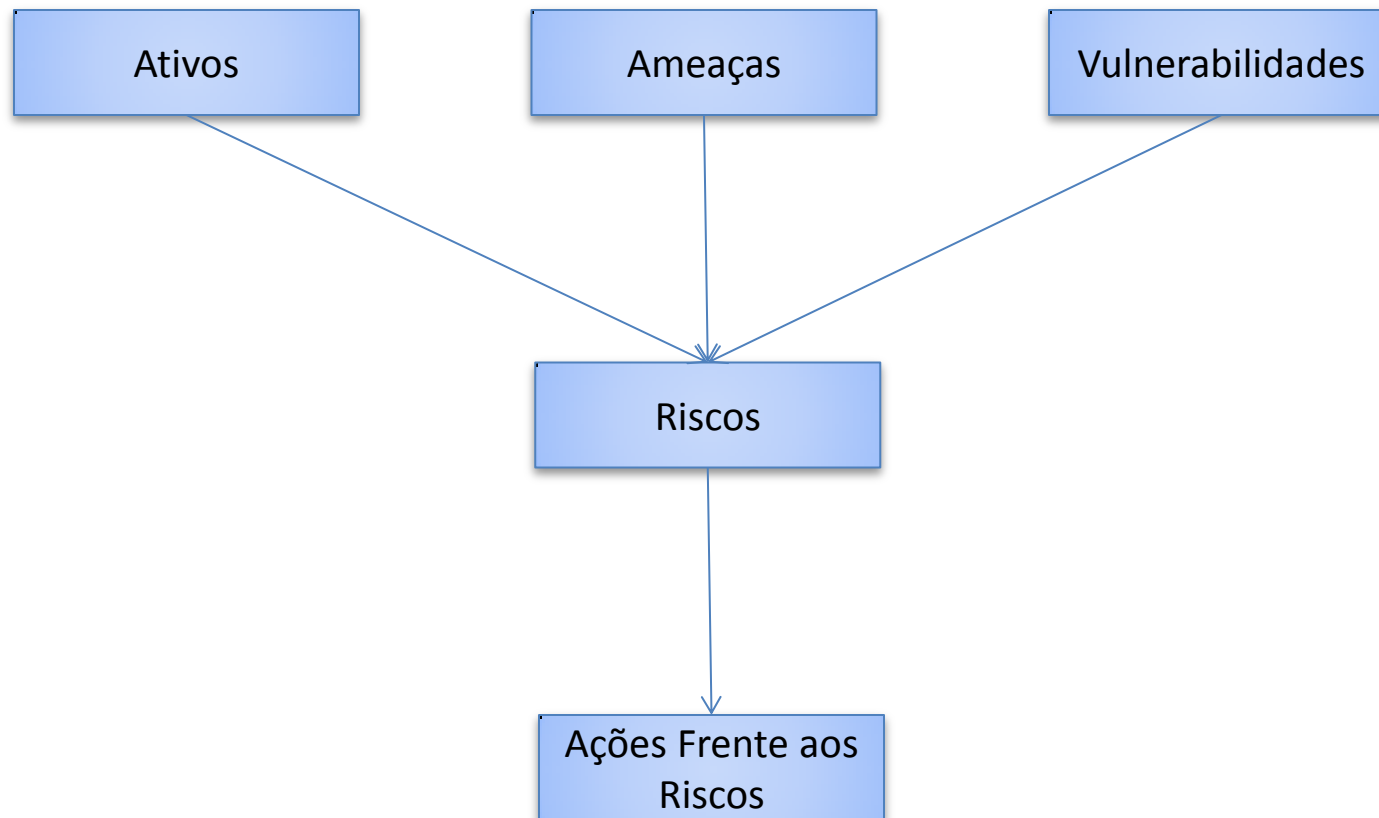 Ativos
Ameaças
Vulnerabilidades
Riscos
Ações Frente aos
Riscos